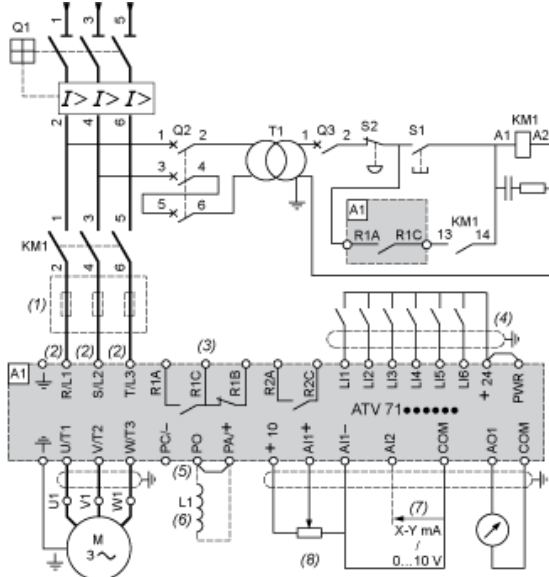 1 3 5
Q1
I> I> I>
2 4 6
1 Q2 2 T1 1 Q3 2 S2 S1 A1 KM1 A2
3 4
5 6
A1
R1A R1C 13 KM1 14
1 3 5
KM1
2 4 6
(1)
(2) (2) (2) (3) (4)
A1
R/L1 S/L2 T/L3 R1A R1C R1B R2A R2C LI1 LI2 LI3 LI4 LI5 LI6 + 24 PWR
ATV 71••••••
U/T1 V/T2 W/T3 PC/– PO PA/+ + 10 AI1+ AI1– AI2 COM AO1 COM
(5)
U1 V1 W1
L1
(6)
(7)
X-Y mA
/
0...10 V
(8)
M
3 ~